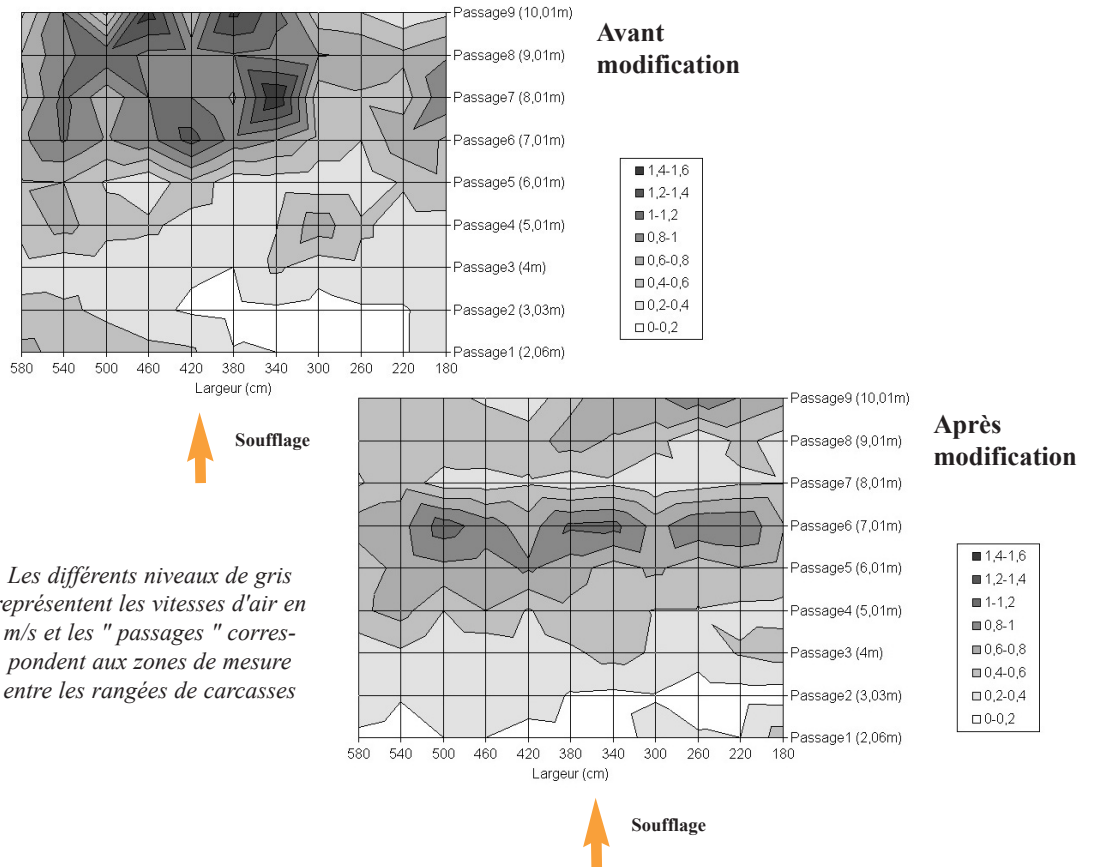 Passage9 (10,01m)
Passage8 (9,01m)
Passage7 (8,01m)
Passage6 (7,01m)
Passage5 (6,01m)
Passage4 (5,01m)
Passage3 (4m)
Passage2 (3,03m)
Passage1 (2,06m)
580 540 500 460 420 380 340 300 260 220 180
Largeur (cm)
Avant
modification
1,4-1,6
1,2-1,4
1-1,2
0,8-1
0,6-0,8
0,4-0,6
0,2-0,4
0-0,2
Soufflage
Passage9 (10,01m)
Passage8 (9,01m)
Passage7 (8,01m)
Passage6 (7,01m)
Passage5 (6,01m)
Passage4 (5,01m)
Passage3 (4m)
Passage2 (3,03m)
Passage1 (2,06m)
580 540 500 460 420 380 340 300 260 220 180
Largeur (cm)
Après
modification
1,4-1,6
1,2-1,4
1-1,2
0,8-1
0,6-0,8
0,4-0,6
0,2-0,4
0-0,2
Soufflage
Les différents niveaux de gris
représentent les vitesses d'air en
m/s et les " passages " corres-
pondent aux zones de mesure
entre les rangées de carcasses